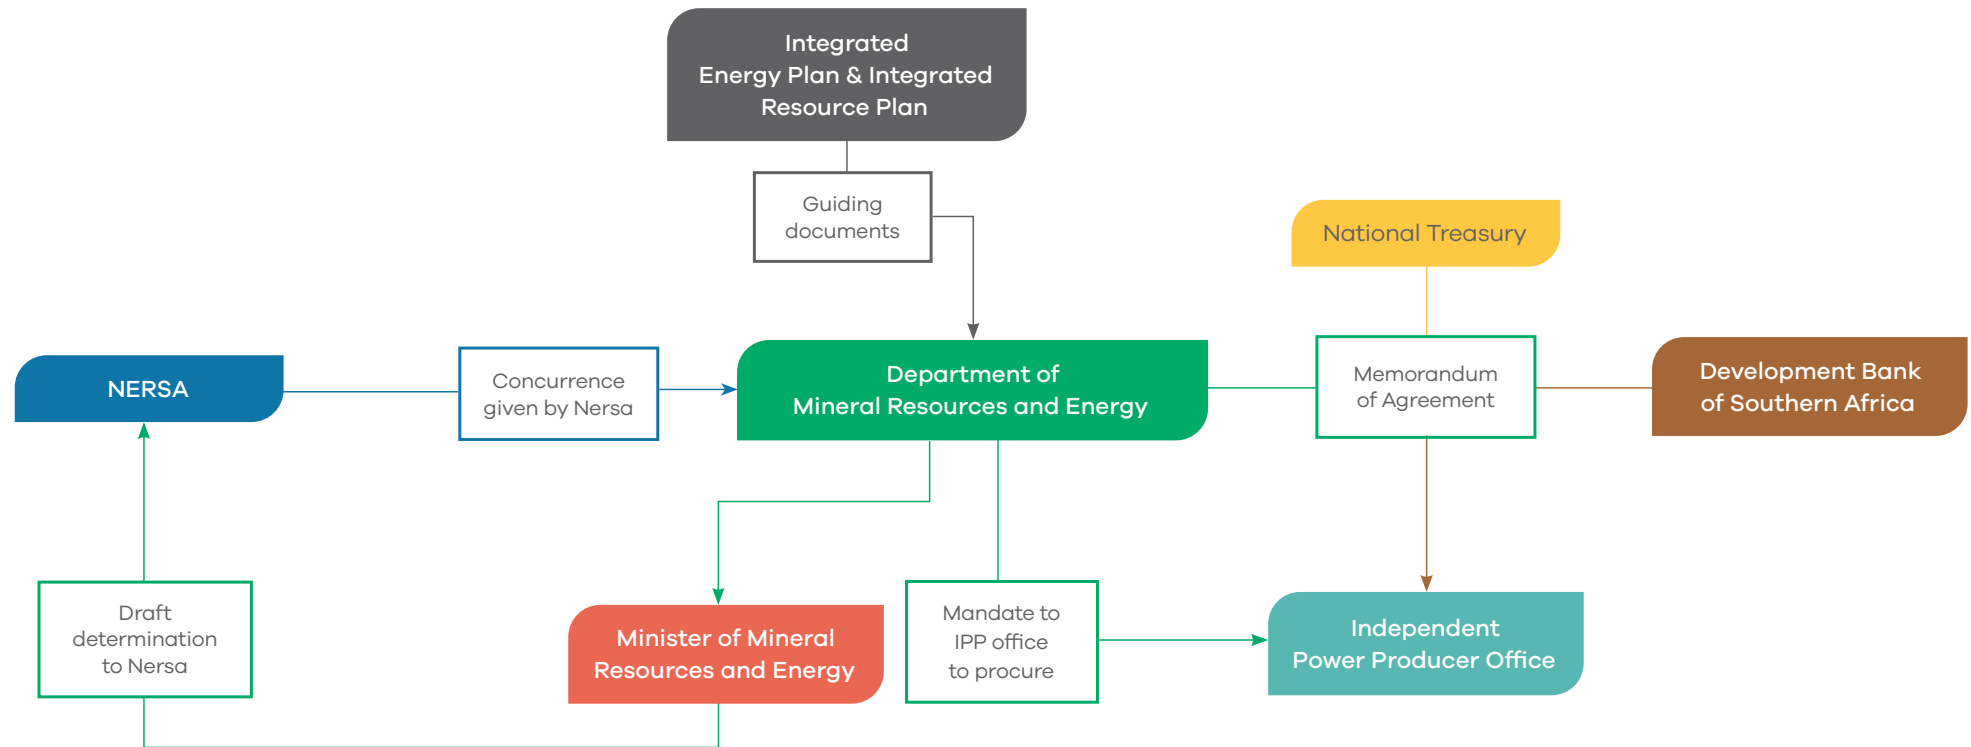 Integrated
Energy Plan & Integrated
Resource Plan
Guiding
documents
National Treasury
NERSA
Concurrence
given by Nersa
Department of
Mineral Resources and Energy
Memorandum
of Agreement
Development Bank
of Southern Africa
Draft
determination
to Nersa
Minister of Mineral
Resources and Energy
Mandate to
IPP office
to procure
Independent
Power Producer Office